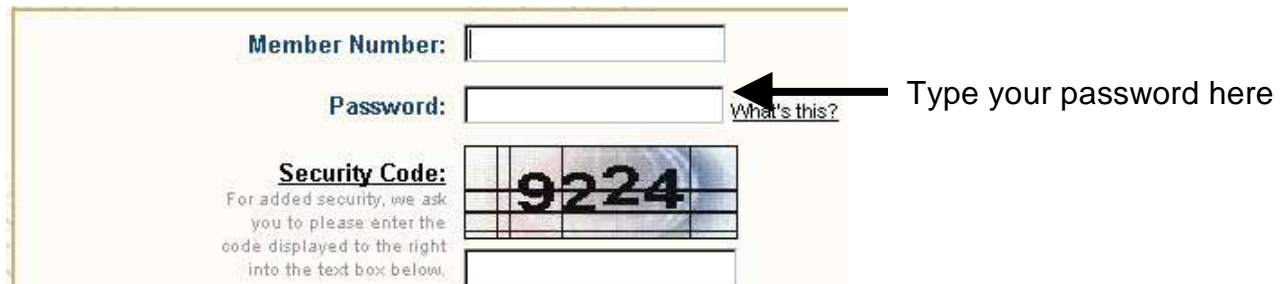 Member Number:
Password:
What's this?
Type your password here
Security Code:
9224
For added security, we ask
you to please enter the
code displayed to the right
into the text box below.